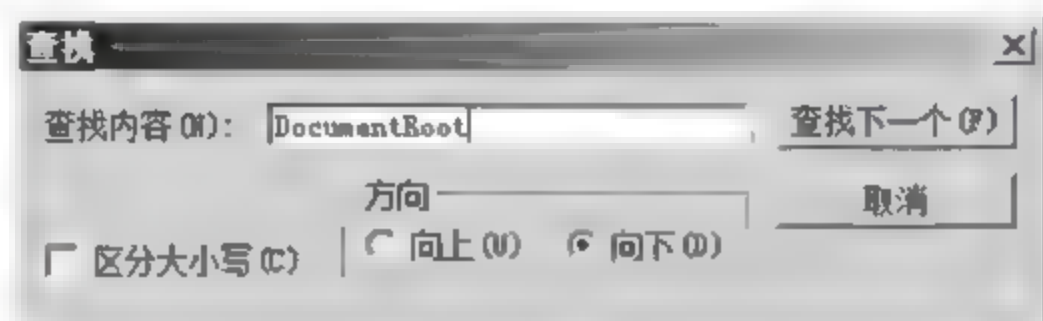 查找
查找内容(N): DocumentRoot 查找下一个(F)
方向 取消
区分大小写(C) 向上(U) 向下(D)